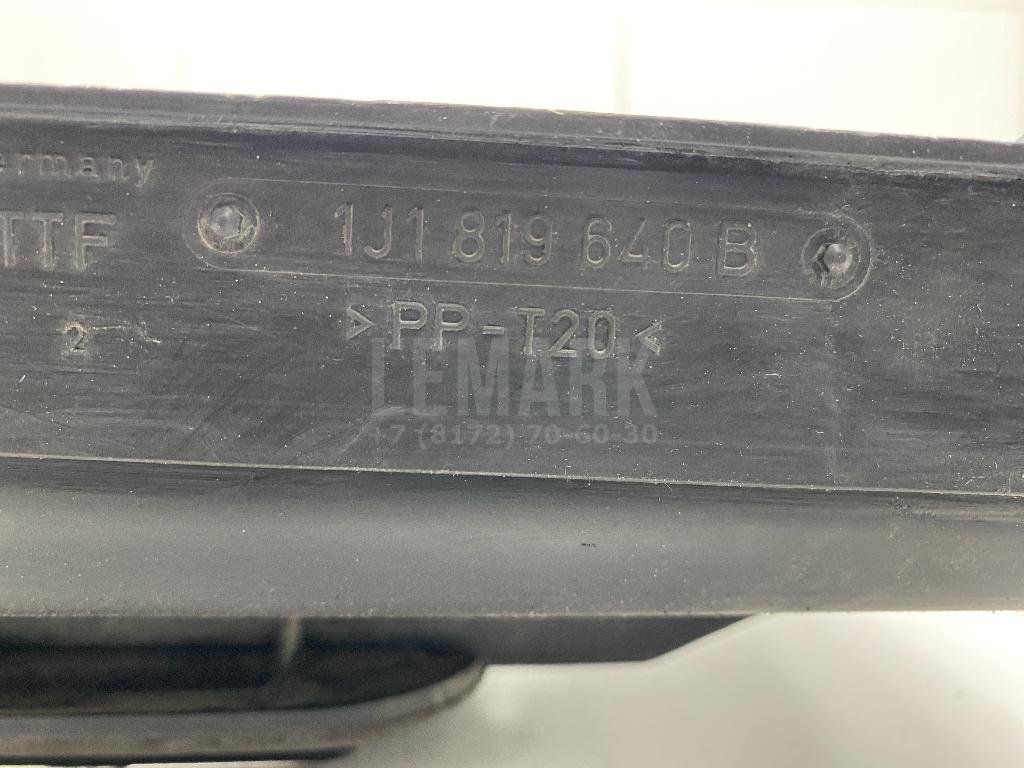 ermany
TTF
1J1 819 640 B
2
>PP-T20<
LEMARK
+7 (8172) 70-60-30